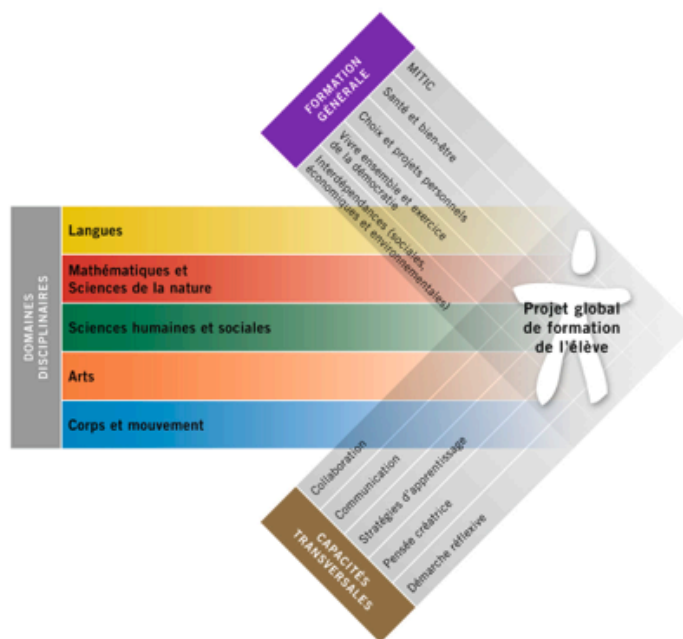 FORMATION
GÉNÉRALE
MITIC
Santé et bien-être
Choix et projets personnels
Vivre ensemble et exercice
de la démocratie
Interdépendances (sociales,
économiques et environnementales)
DOMAINES
DISCIPLINAIRES
Langues
Mathématiques et
Sciences de la nature
Sciences humaines et sociales
Arts
Corps et mouvement
Projet global
de formation
de l'élève
Collaboration
Communication
Stratégies d'apprentissage
Pensée créatrice
Démarche réflexive
CAPACITÉS
TRANSVERSALES